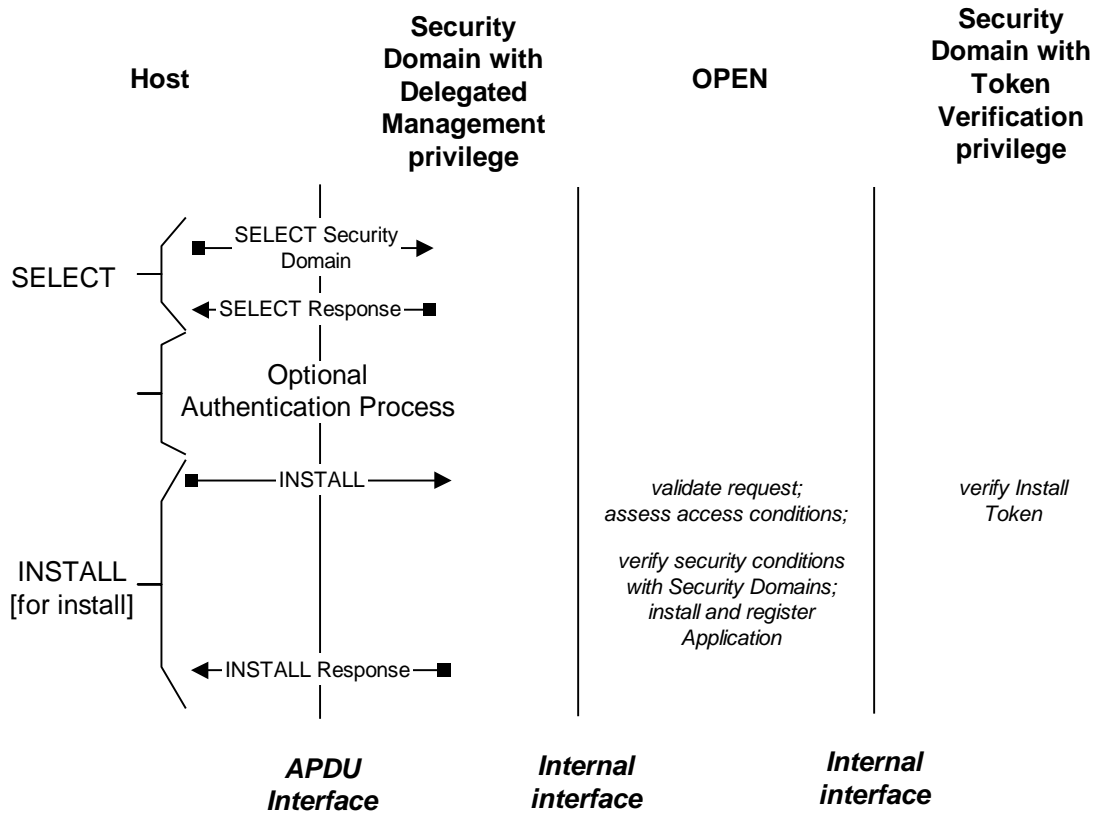 Host
Security
Domain with
Delegated
Management
privilege
OPEN
Security
Domain with
Token
Verification
privilege
SELECT
SELECT Security
Domain
SELECT Response
Optional
Authentication Process
INSTALL
[for install]
INSTALL
validate request;
assess access conditions;
verify security conditions
with Security Domains;
install and register
Application
verify Install
Token
INSTALL Response
APDU
Interface
Internal
interface
Internal
interface